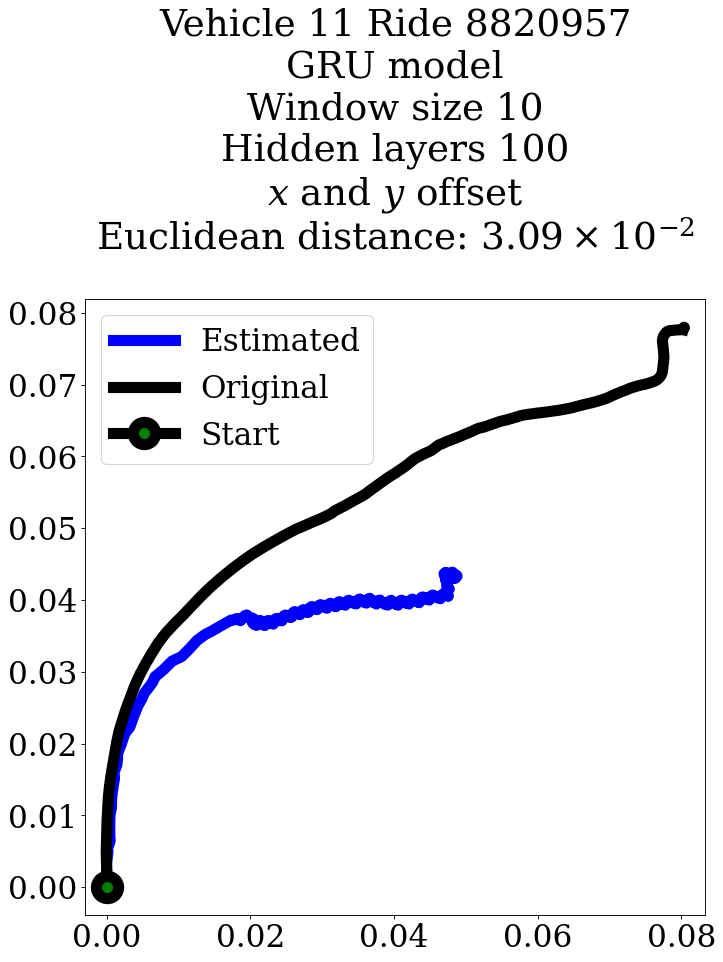 Vehicle 11 Ride 8820957
GRU model
Window size 10
Hidden layers 100
x and y offset
Euclidean distance: 3.09 × 10⁻²
0.08
0.07
0.06
0.05
0.04
0.03
0.02
0.01
0.00
Estimated
Original
Start
0.00 0.02 0.04 0.06 0.08